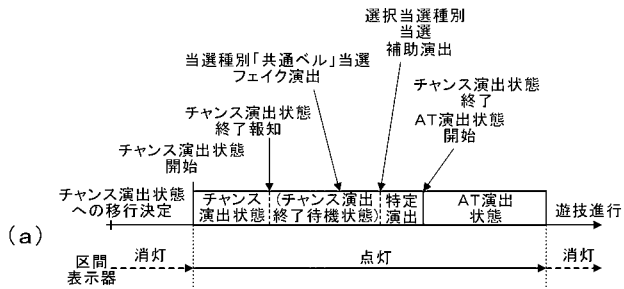 選択当選種別
当選
補助演出
当選種別「共通ベル」当選
フェイク演出
チャンス演出状態
終了
AT演出状態
開始
チャンス演出状態
終了報知
チャンス演出状態
開始
チャンス演出状態
への移行決定
チャンス
演出状態
(チャンス演出
終了待機状態)
特定
演出
AT演出
状態
遊技進行
(a)
区間
表示器
消灯
点灯
消灯